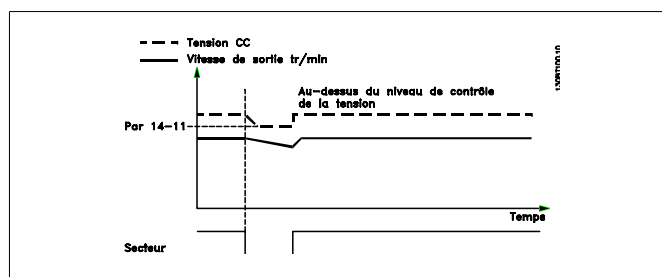 Tension CC
Vitesse de sortie tr/min
Au-dessus du niveau de contrôle
de la tension
Par 14-11
Temps
Secteur
130BT100.10